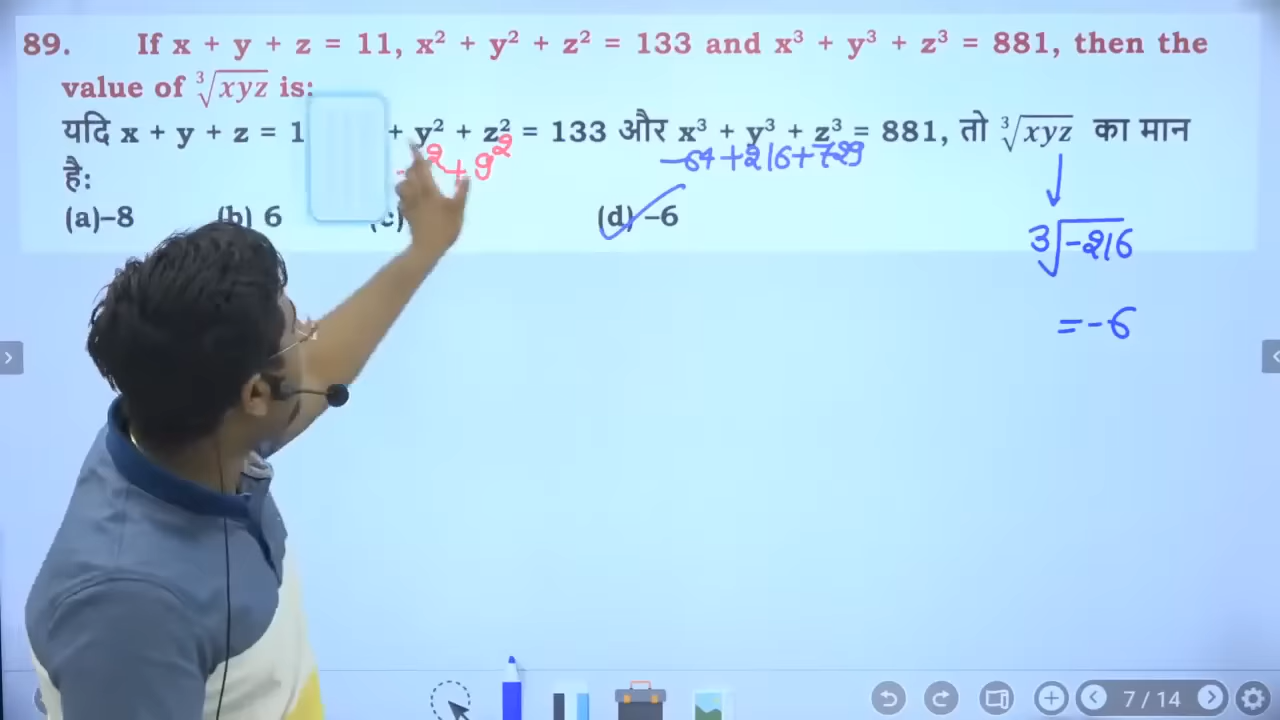 89. If x + y + z = 11, x² + y² + z² = 133 and x³ + y³ + z³ = 881, then the
value of ∛xyz is:
यदि x + y + z = 1 + y² + z² = 133 और x³ + y³ + z³ = 881, तो ∛xyz का मान
² + 9²
-64+216+729
है:
(a)–8 (b) 6 (c) (d) –6
∛-216
= -6
7 / 14